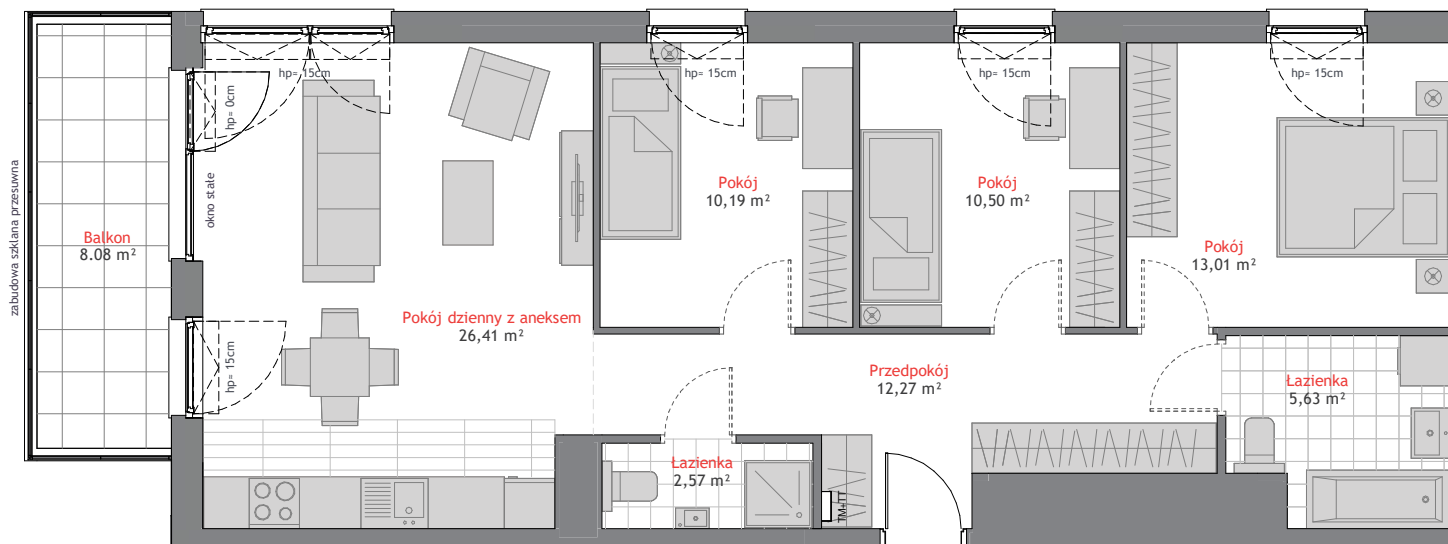 hp= 15cm
hp= 15cm
hp= 15cm
hp= 15cm
hp= 0cm
okno stałe
zabudowa szklana przesuwna
Balkon
8.08 m²
Pokój
10,19 m²
Pokój
10,50 m²
Pokój
13,01 m²
Pokój dzienny z aneksem
26,41 m²
hp= 15cm
Przedpokój
12,27 m²
Łazienka
5,63 m²
Łazienka
2,57 m²
TM+TT